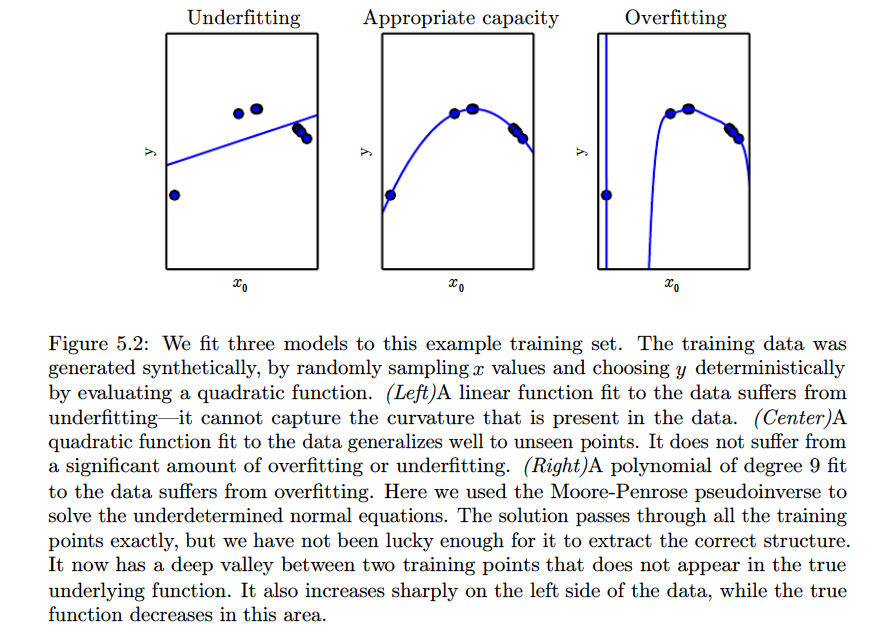 Underfitting
Appropriate capacity
Overfitting
y
y
y
x0
x0
x0
Figure 5.2: We fit three models to this example training set. The training data was
generated synthetically, by randomly sampling x values and choosing y deterministically
by evaluating a quadratic function. (Left)A linear function fit to the data suffers from
underfitting—it cannot capture the curvature that is present in the data. (Center)A
quadratic function fit to the data generalizes well to unseen points. It does not suffer from
a significant amount of overfitting or underfitting. (Right)A polynomial of degree 9 fit
to the data suffers from overfitting. Here we used the Moore-Penrose pseudoinverse to
solve the underdetermined normal equations. The solution passes through all the training
points exactly, but we have not been lucky enough for it to extract the correct structure.
It now has a deep valley between two training points that does not appear in the true
underlying function. It also increases sharply on the left side of the data, while the true
function decreases in this area.